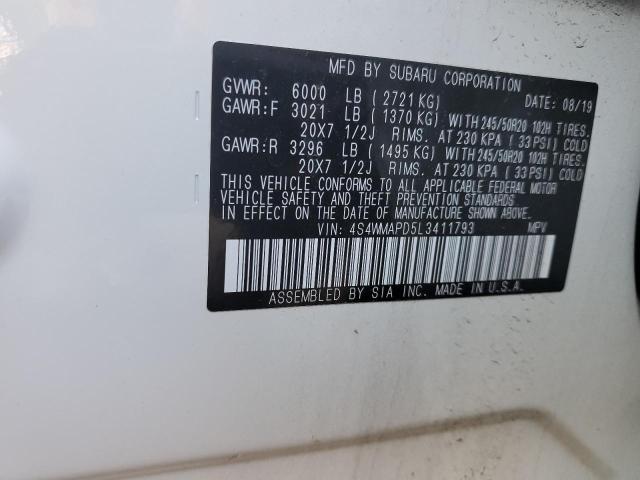 MFD BY SUBARU CORPORATION
GVWR: 6000 LB ( 2721 KG) DATE: 08/19
GAWR:F 3021 LB ( 1370 KG) WITH 245/50R20 102H TIRES.
20X7 1/2J RIMS. AT 230 KPA ( 33 PSI) COLD
GAWR:R 3296 LB ( 1495 KG) WITH 245/50R20 102H TIRES.
20X7 1/2J RIMS. AT 230 KPA ( 33 PSI) COLD
THIS VEHICLE CONFORMS TO ALL APPLICABLE FEDERAL MOTOR
VEHICLE SAFETY AND THEFT PREVENTION STANDARDS
IN EFFECT ON THE DATE OF MANUFACTURE SHOWN ABOVE.
VIN: 4S4WMAPD5L3411793 MPV
ASSEMBLED BY SIA INC. MADE IN U.S.A.